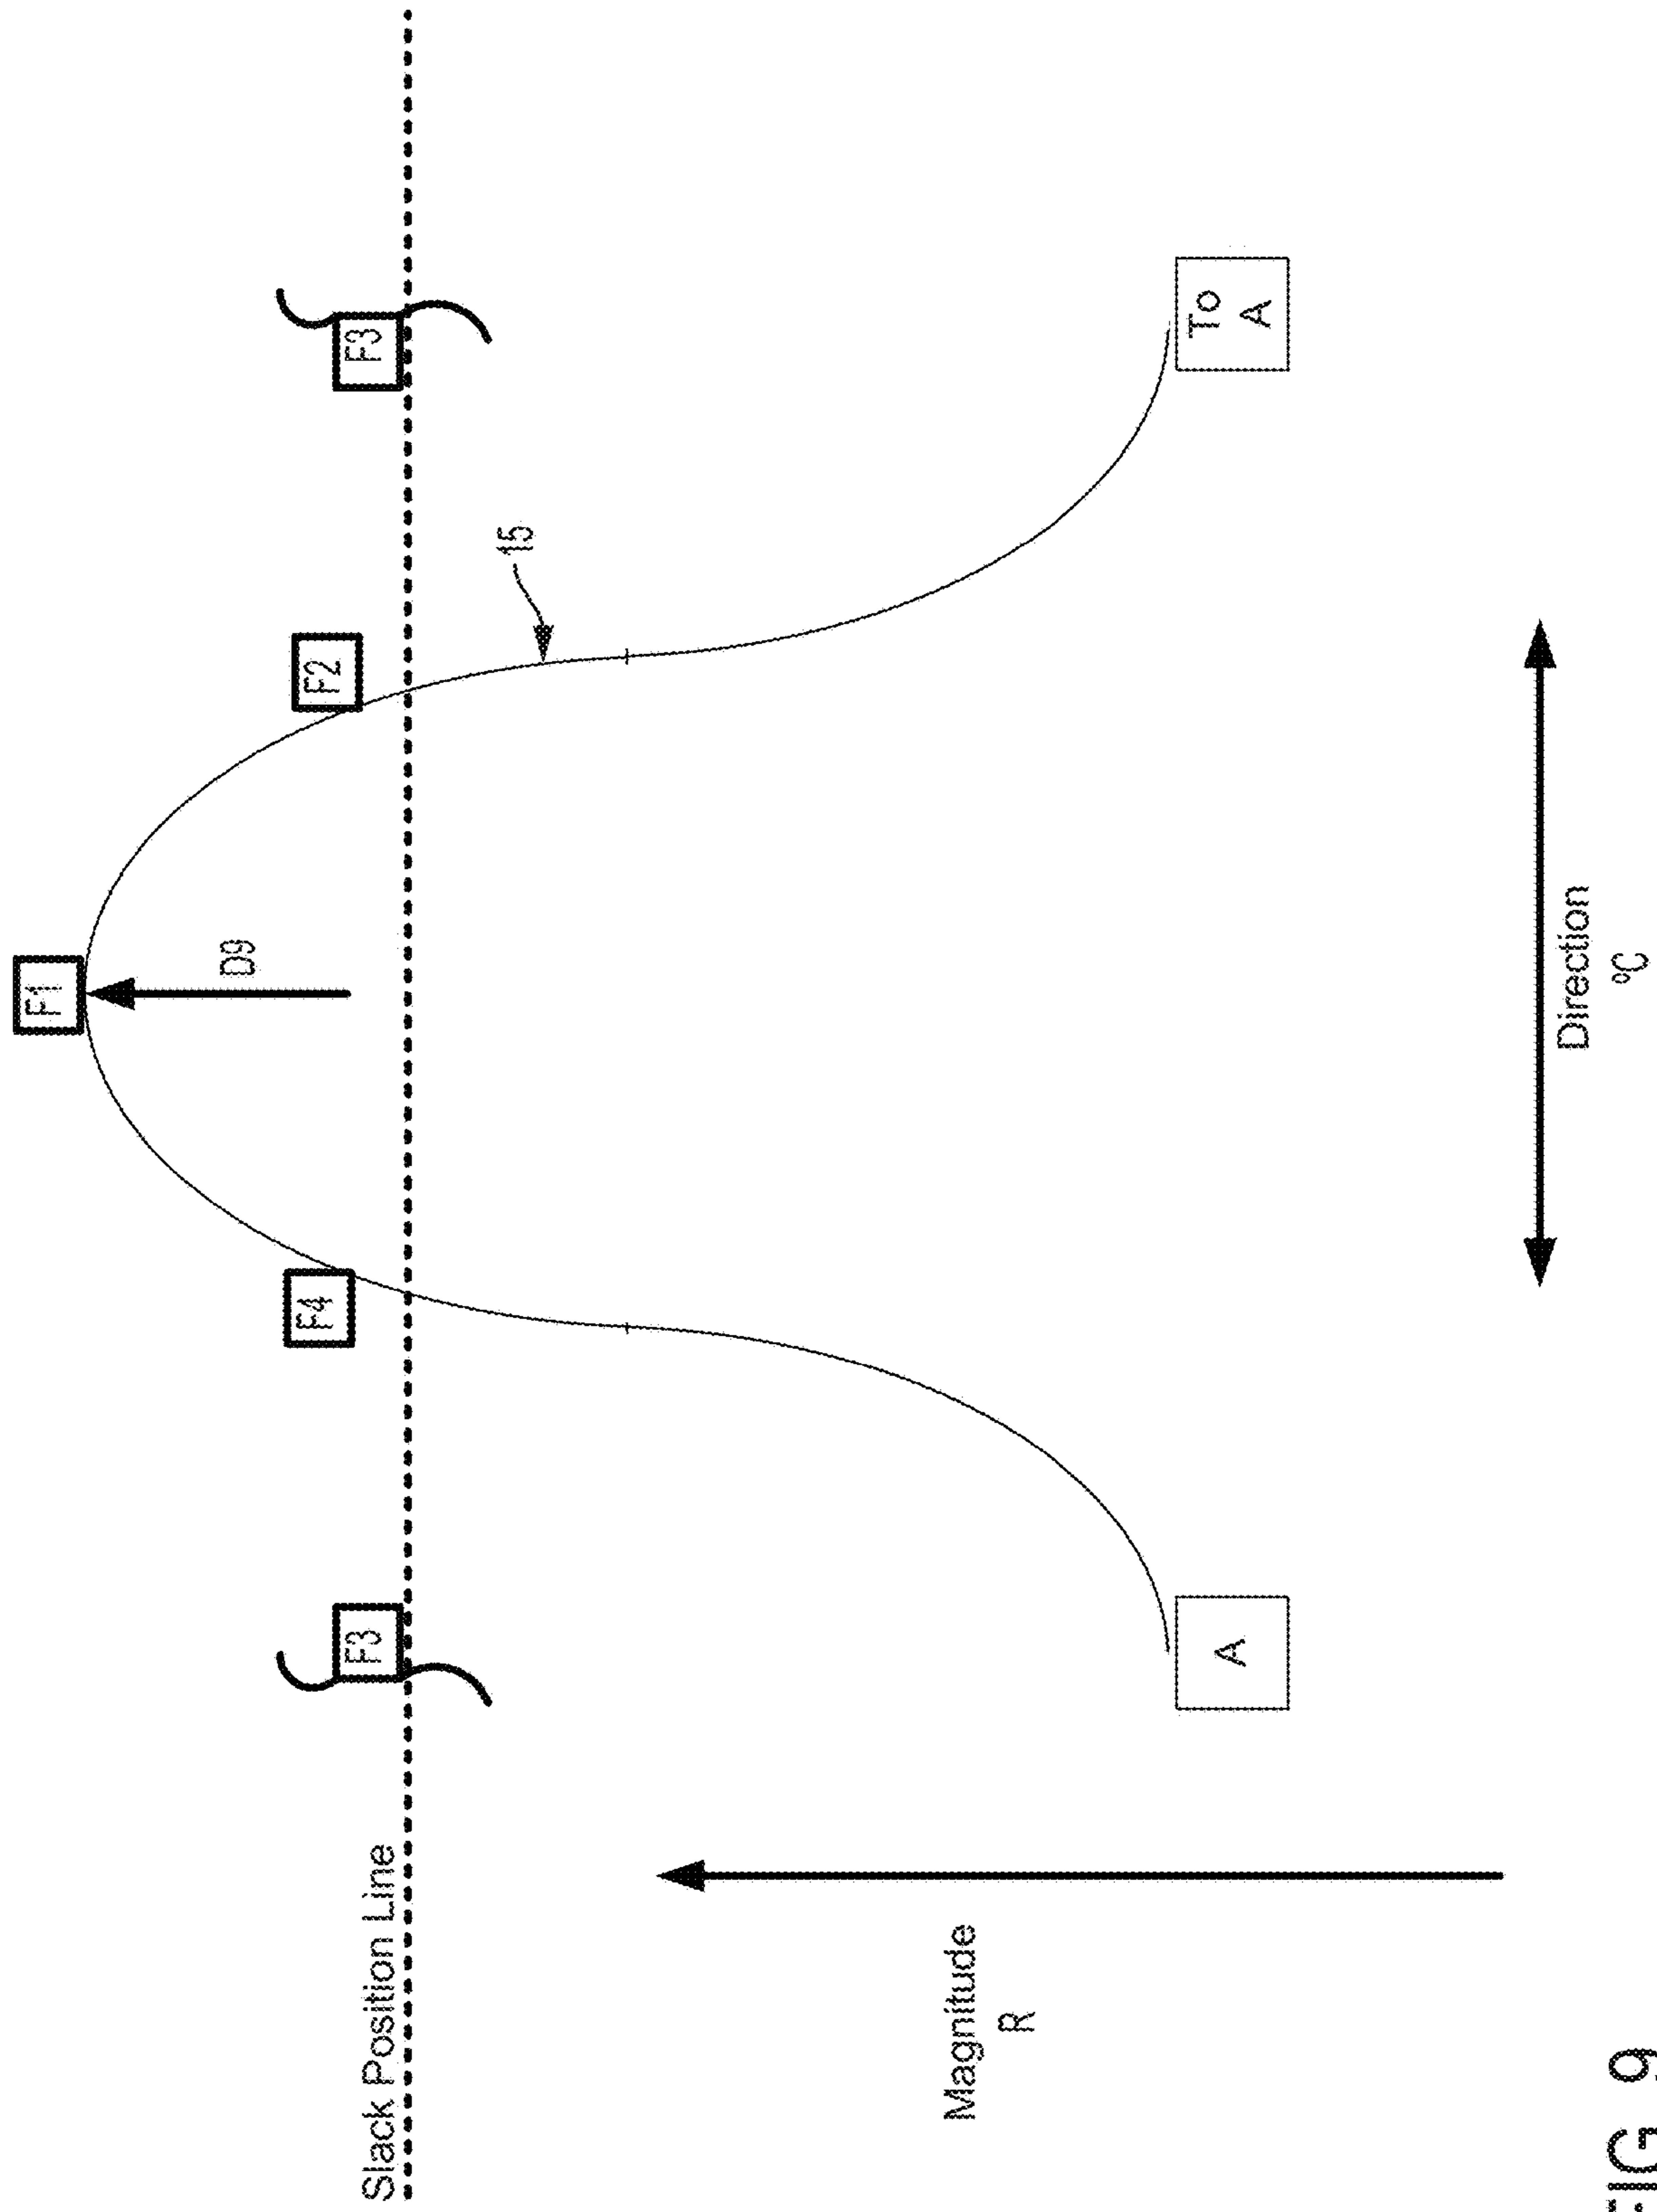 F1
D9
F4
F2
F3
F3
Slack Position Line
15
Magnitude
R
A
To
A
Direction
°C
FIG. 9